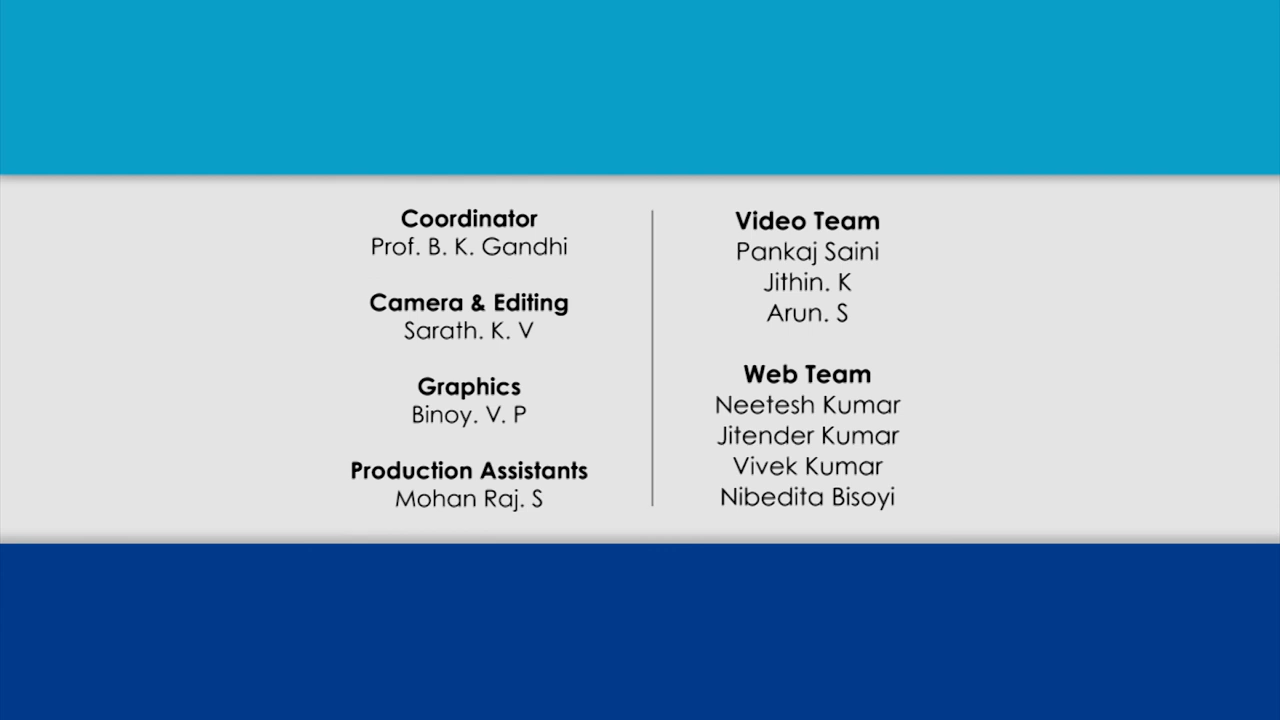 Coordinator
Prof. B. K. Gandhi
Camera & Editing
Sarath. K. V
Graphics
Binoy. V. P
Production Assistants
Mohan Raj. S
Video Team
Pankaj Saini
Jithin. K
Arun. S
Web Team
Neetesh Kumar
Jitender Kumar
Vivek Kumar
Nibedita Bisoyi